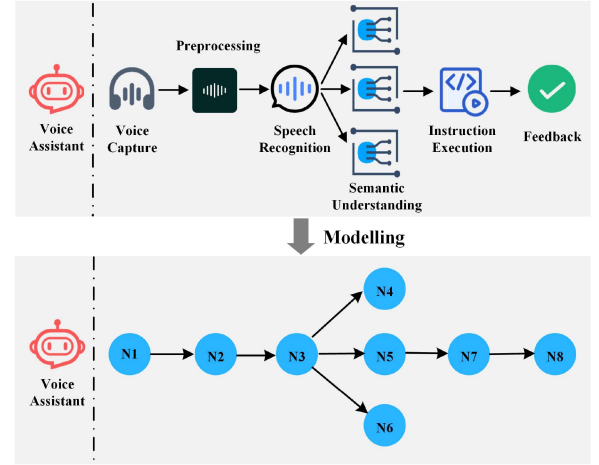 Preprocessing
Voice
Assistant
Voice
Capture
Speech
Recognition
Semantic
Understanding
Instruction
Execution
Feedback
Modelling
Voice
Assistant
N1
N2
N3
N4
N5
N6
N7
N8